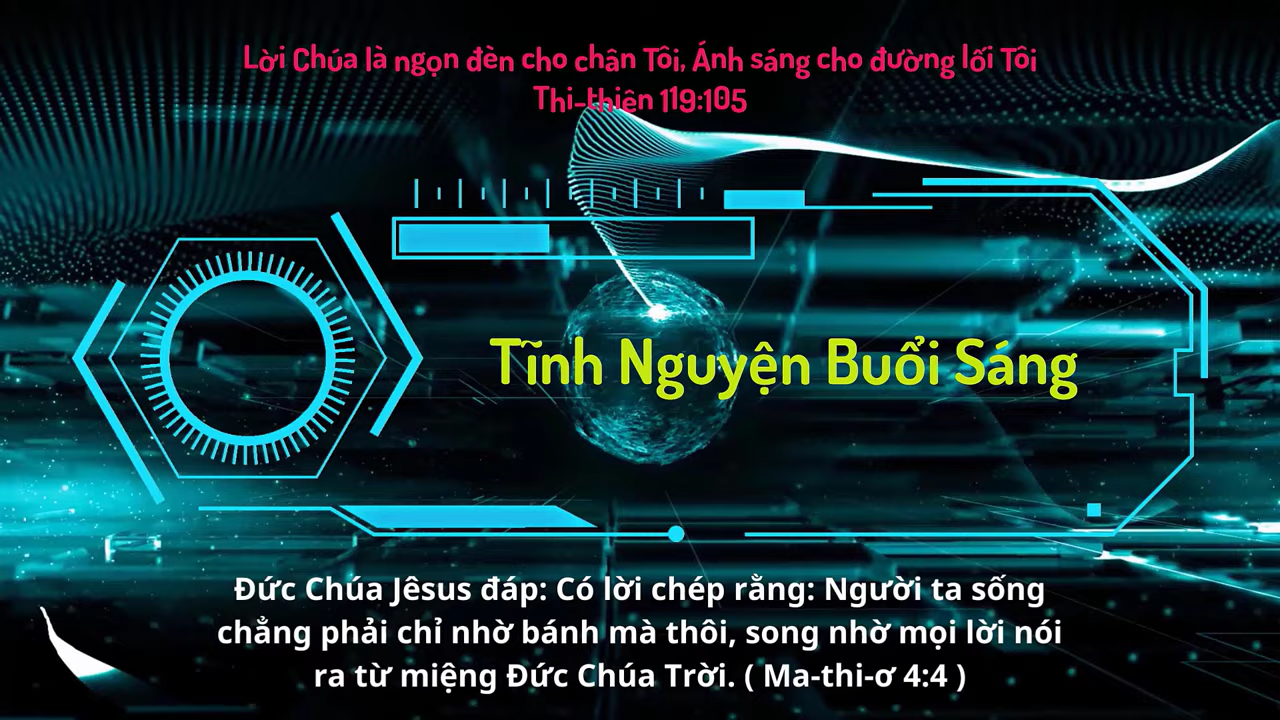 Lời Chúa là ngọn đèn cho chân Tôi, Ánh sáng cho đường lối Tôi
Thi-thiên 119:105
Tĩnh Nguyện Buổi Sáng
Đức Chúa Jêsus đáp: Có lời chép rằng: Người ta sống
chẳng phải chỉ nhờ bánh mà thôi, song nhờ mọi lời nói
ra từ miệng Đức Chúa Trời. ( Ma-thi-ơ 4:4 )